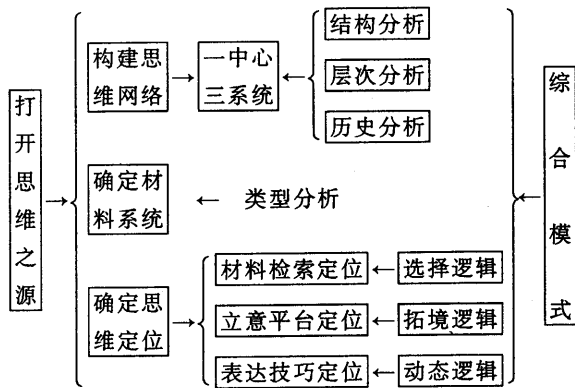 打开思维之源
构建思
维网络
一中心
三系统
结构分析
层次分析
历史分析
确定材
料系统
类型分析
确定思
维定位
材料检索定位
选择逻辑
立意平台定位
拓境逻辑
表达技巧定位
动态逻辑
综合模式